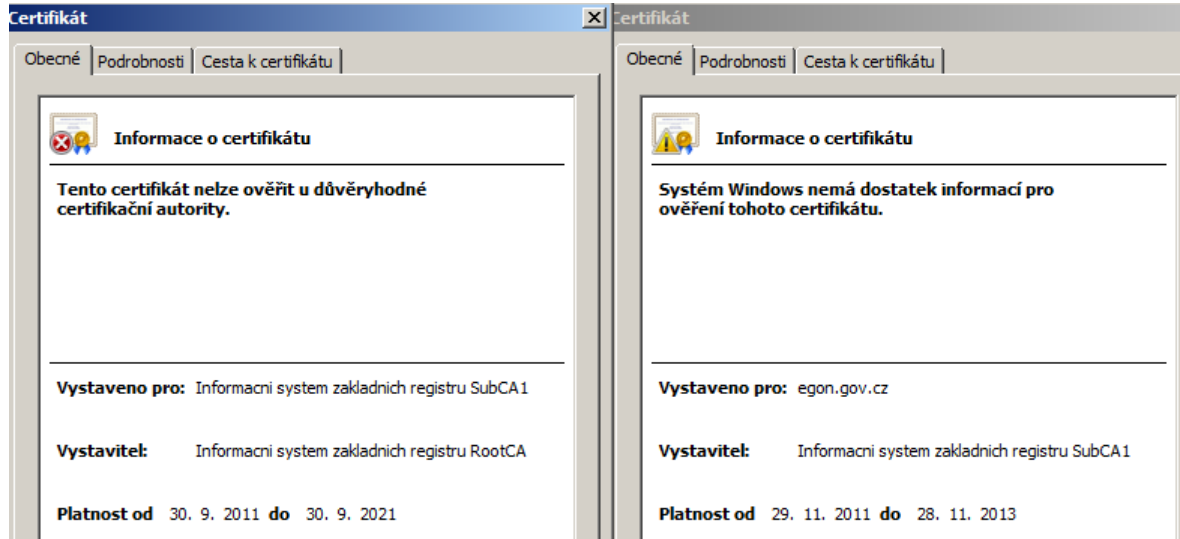 Certifikát
Obecné
Podrobnosti
Cesta k certifikátu
Informace o certifikátu
Tento certifikát nelze ověřit u důvěryhodné
certifikační autority.
Vystaveno pro: Informacni system zakladnich registru SubCA1
Vystavitel: Informacni system zakladnich registru RootCA
Platnost od 30. 9. 2011 do 30. 9. 2021
Certifikát
Obecné
Podrobnosti
Cesta k certifikátu
Informace o certifikátu
Systém Windows nemá dostatek informací pro
ověření tohoto certifikátu.
Vystaveno pro: egon.gov.cz
Vystavitel: Informacni system zakladnich registru SubCA1
Platnost od 29. 11. 2011 do 28. 11. 2013